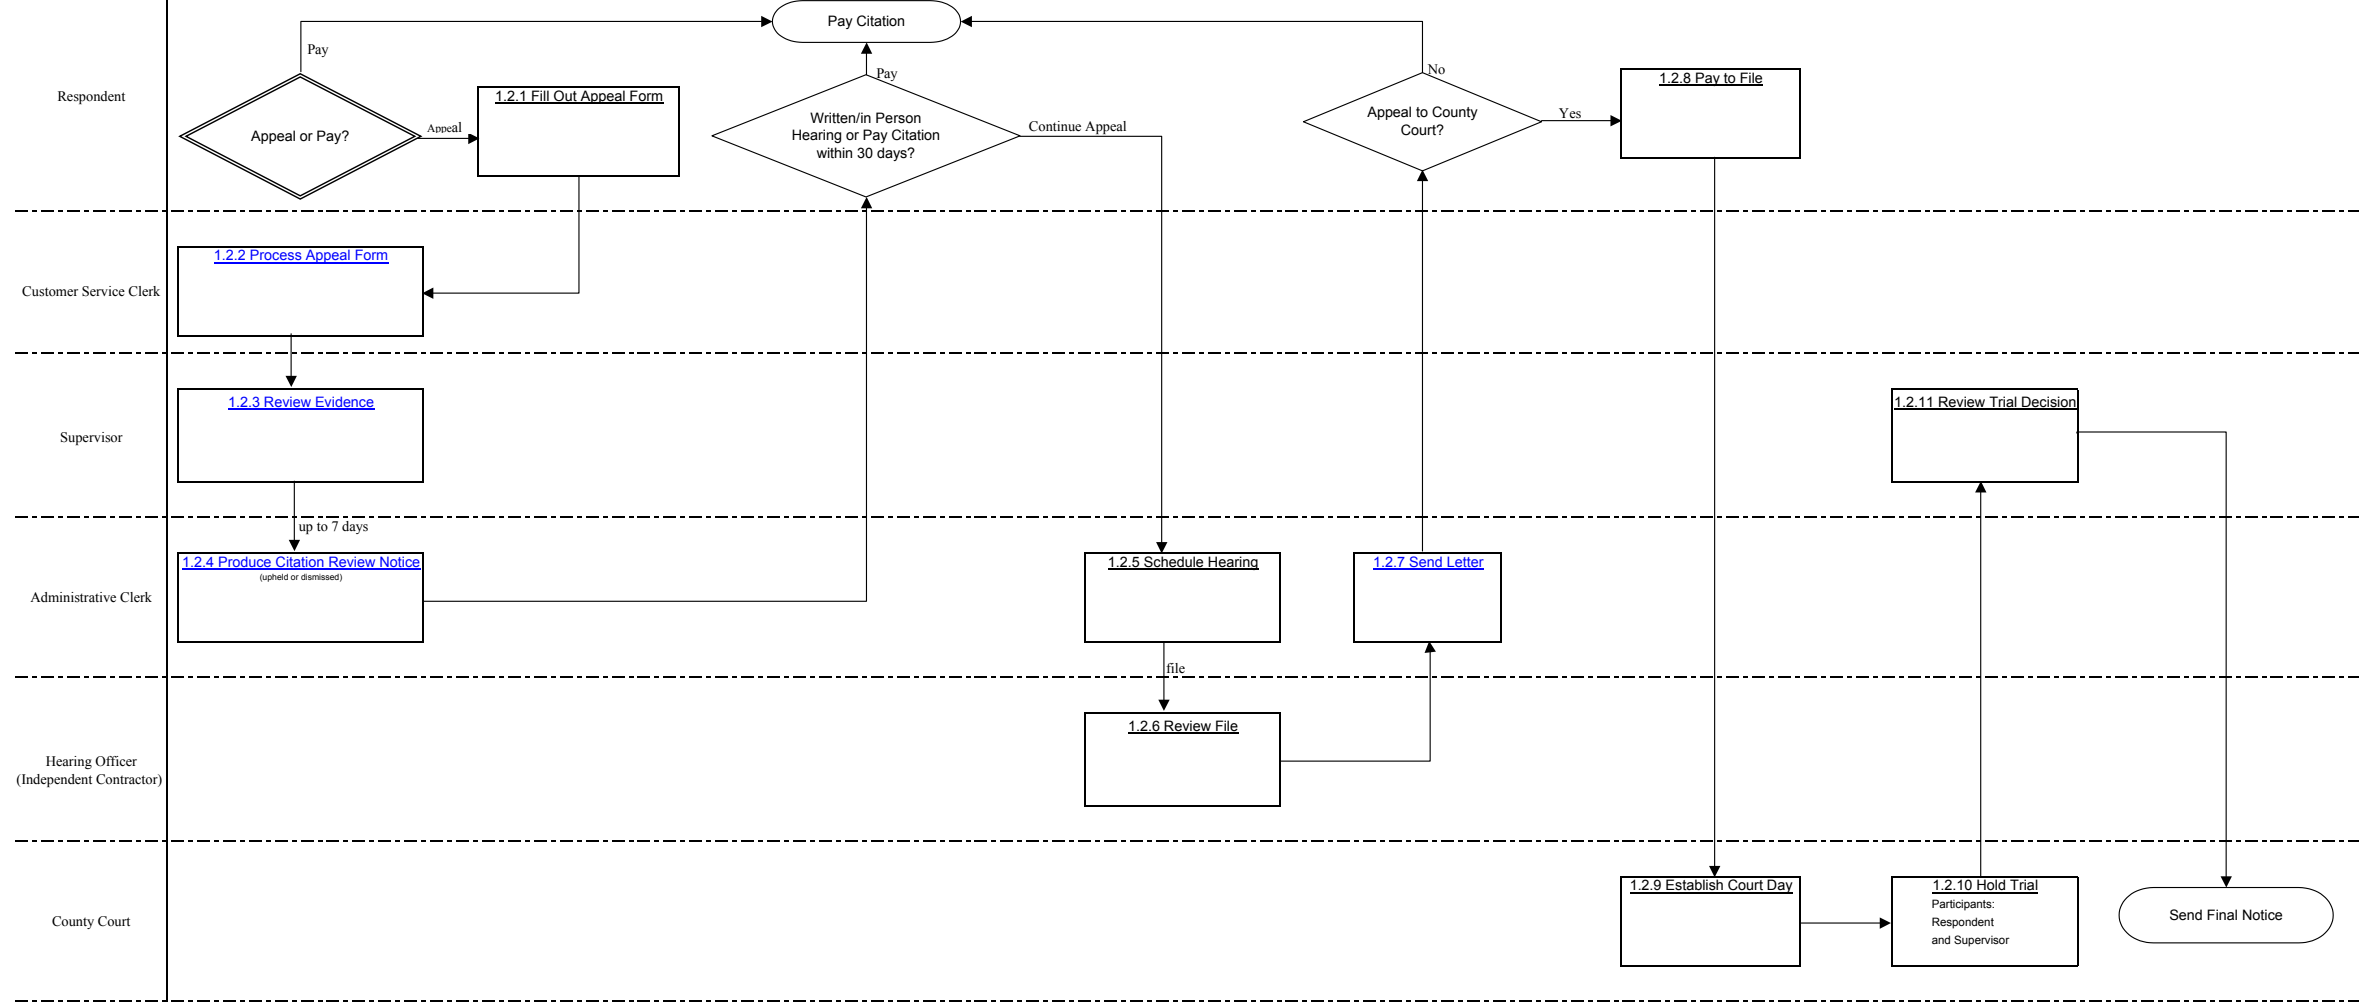 Pay Citation
Pay
Pay
No
Respondent
Appeal or Pay?
Appeal
1.2.1 Fill Out Appeal Form
Written/in Person
Hearing or Pay Citation
within 30 days?
Continue Appeal
Appeal to County
Court?
Yes
1.2.8 Pay to File
Customer Service Clerk
1.2.2 Process Appeal Form
Supervisor
1.2.3 Review Evidence
1.2.11 Review Trial Decision
up to 7 days
Administrative Clerk
1.2.4 Produce Citation Review Notice
(upheld or dismissed)
1.2.5 Schedule Hearing
1.2.7 Send Letter
file
Hearing Officer
(Independent Contractor)
1.2.6 Review File
County Court
1.2.9 Establish Court Day
1.2.10 Hold Trial
Participants:
Respondent
and Supervisor
Send Final Notice